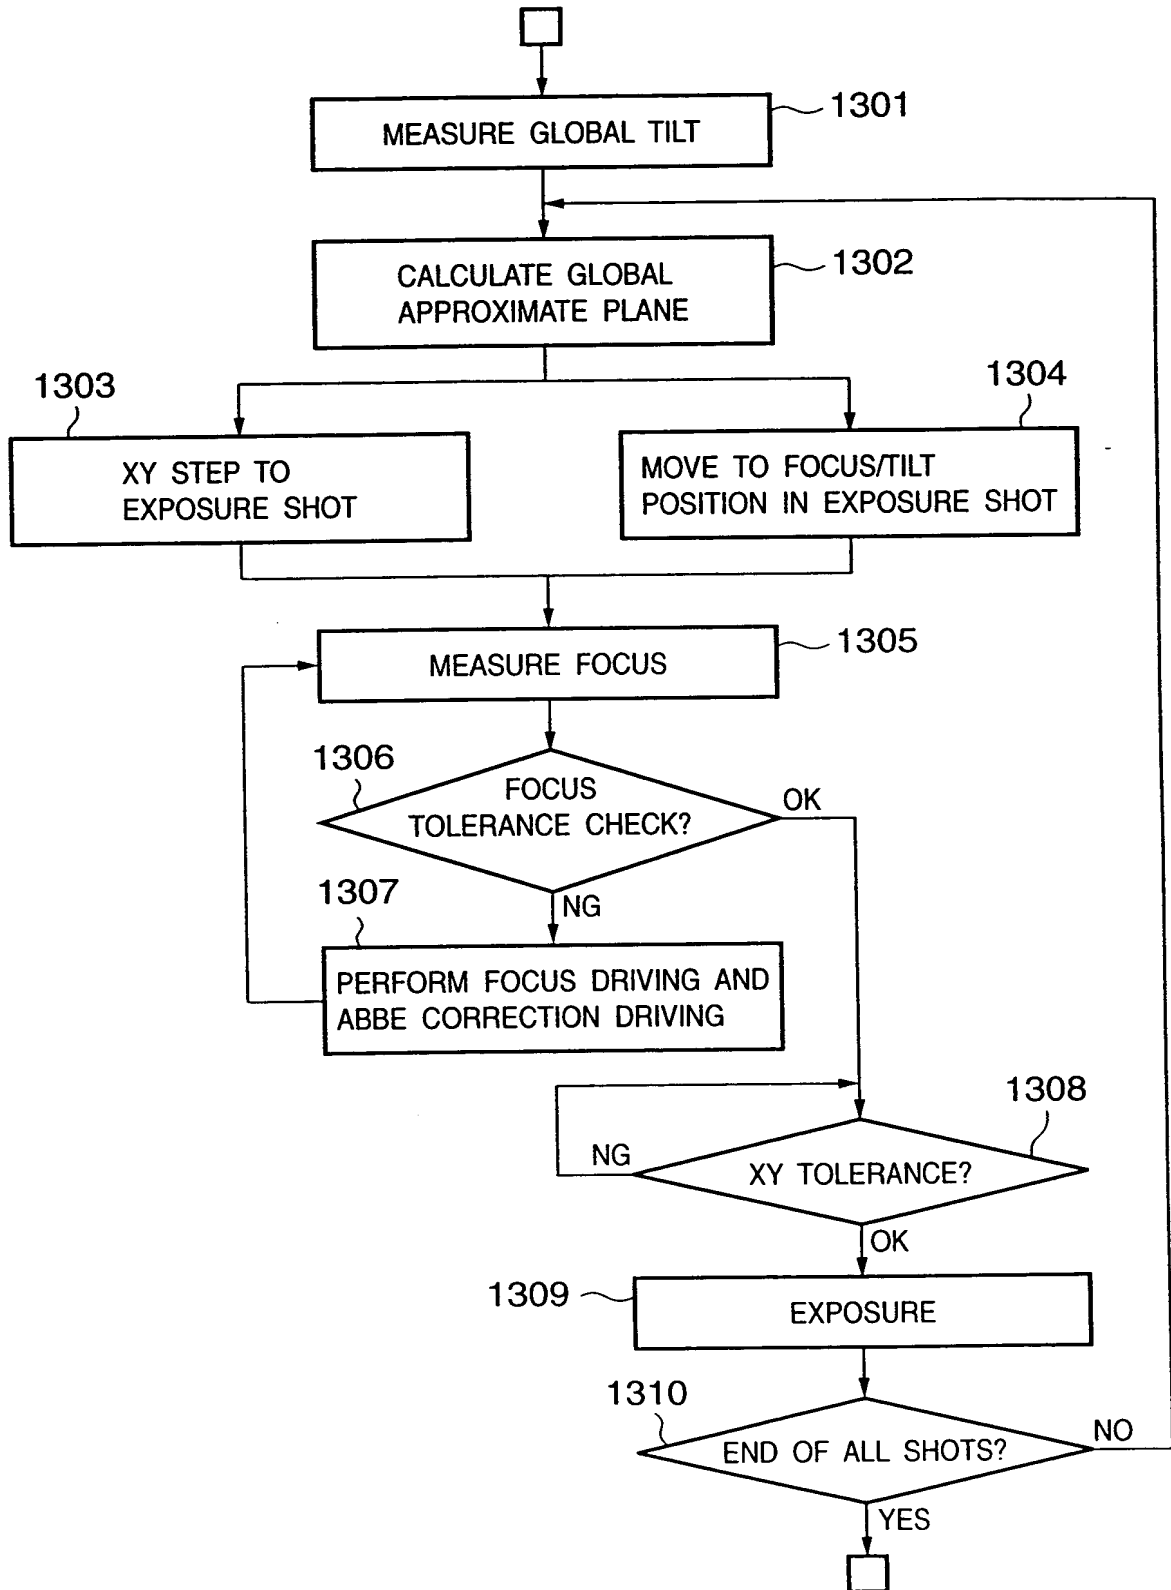 1301
MEASURE GLOBAL TILT
1302
CALCULATE GLOBAL
APPROXIMATE PLANE
1303
1304
XY STEP TO
EXPOSURE SHOT
MOVE TO FOCUS/TILT
POSITION IN EXPOSURE SHOT
1305
MEASURE FOCUS
1306
FOCUS
TOLERANCE CHECK?
OK
1307
NG
PERFORM FOCUS DRIVING AND
ABBE CORRECTION DRIVING
1308
NG
XY TOLERANCE?
OK
1309
EXPOSURE
1310
END OF ALL SHOTS?
NO
YES